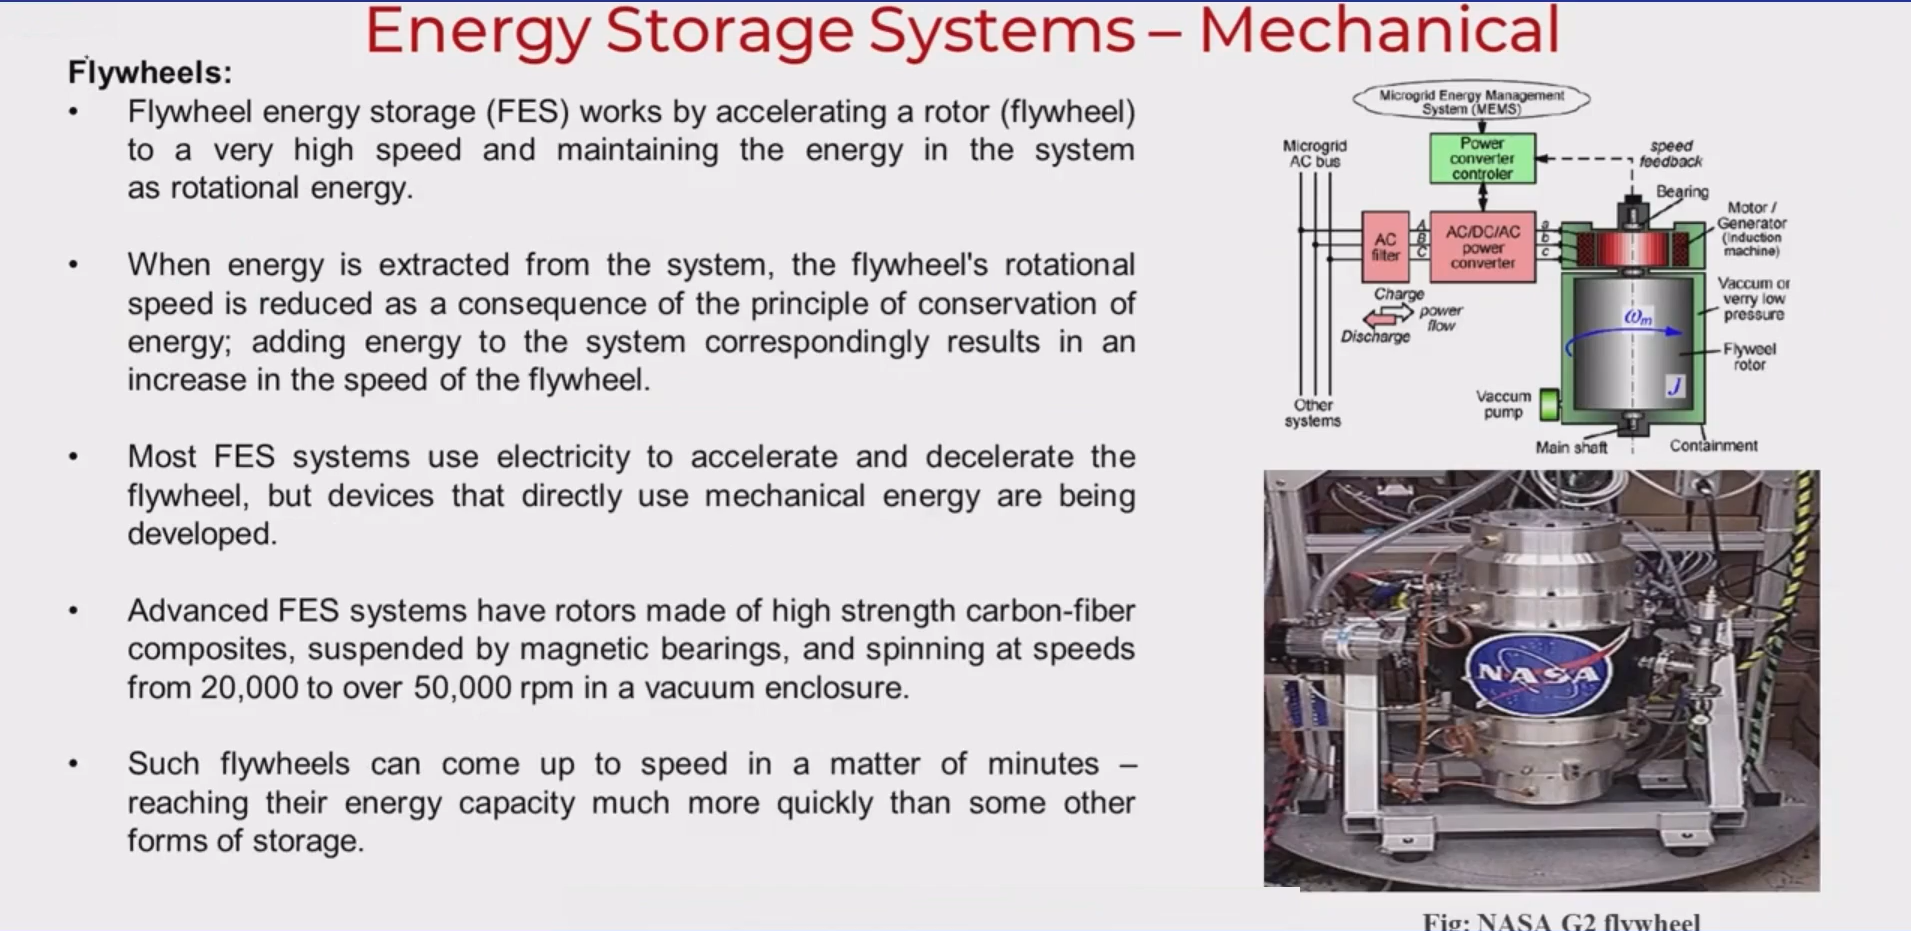 Energy Storage Systems – Mechanical
Flywheels:
• Flywheel energy storage (FES) works by accelerating a rotor (flywheel)
to a very high speed and maintaining the energy in the system
as rotational energy.
• When energy is extracted from the system, the flywheel's rotational
speed is reduced as a consequence of the principle of conservation of
energy; adding energy to the system correspondingly results in an
increase in the speed of the flywheel.
• Most FES systems use electricity to accelerate and decelerate the
flywheel, but devices that directly use mechanical energy are being
developed.
• Advanced FES systems have rotors made of high strength carbon-fiber
composites, suspended by magnetic bearings, and spinning at speeds
from 20,000 to over 50,000 rpm in a vacuum enclosure.
• Such flywheels can come up to speed in a matter of minutes –
reaching their energy capacity much more quickly than some other
forms of storage.
Microgrid Energy Management
System (MEMS)
Microgrid
AC bus
Power
converter
controler
speed
feedback
Bearing
Motor /
Generator
(Induction
machine)
AC
filter
A
B
C
AC/DC/AC
power
converter
a
b
c
Charge
power
flow
Discharge
Vaccum or
verry low
pressure
ωm
Flyweel
rotor
J
Vaccum
pump
Other
systems
Main shaft
Containment
NASA
Fig: NASA G2 flywheel